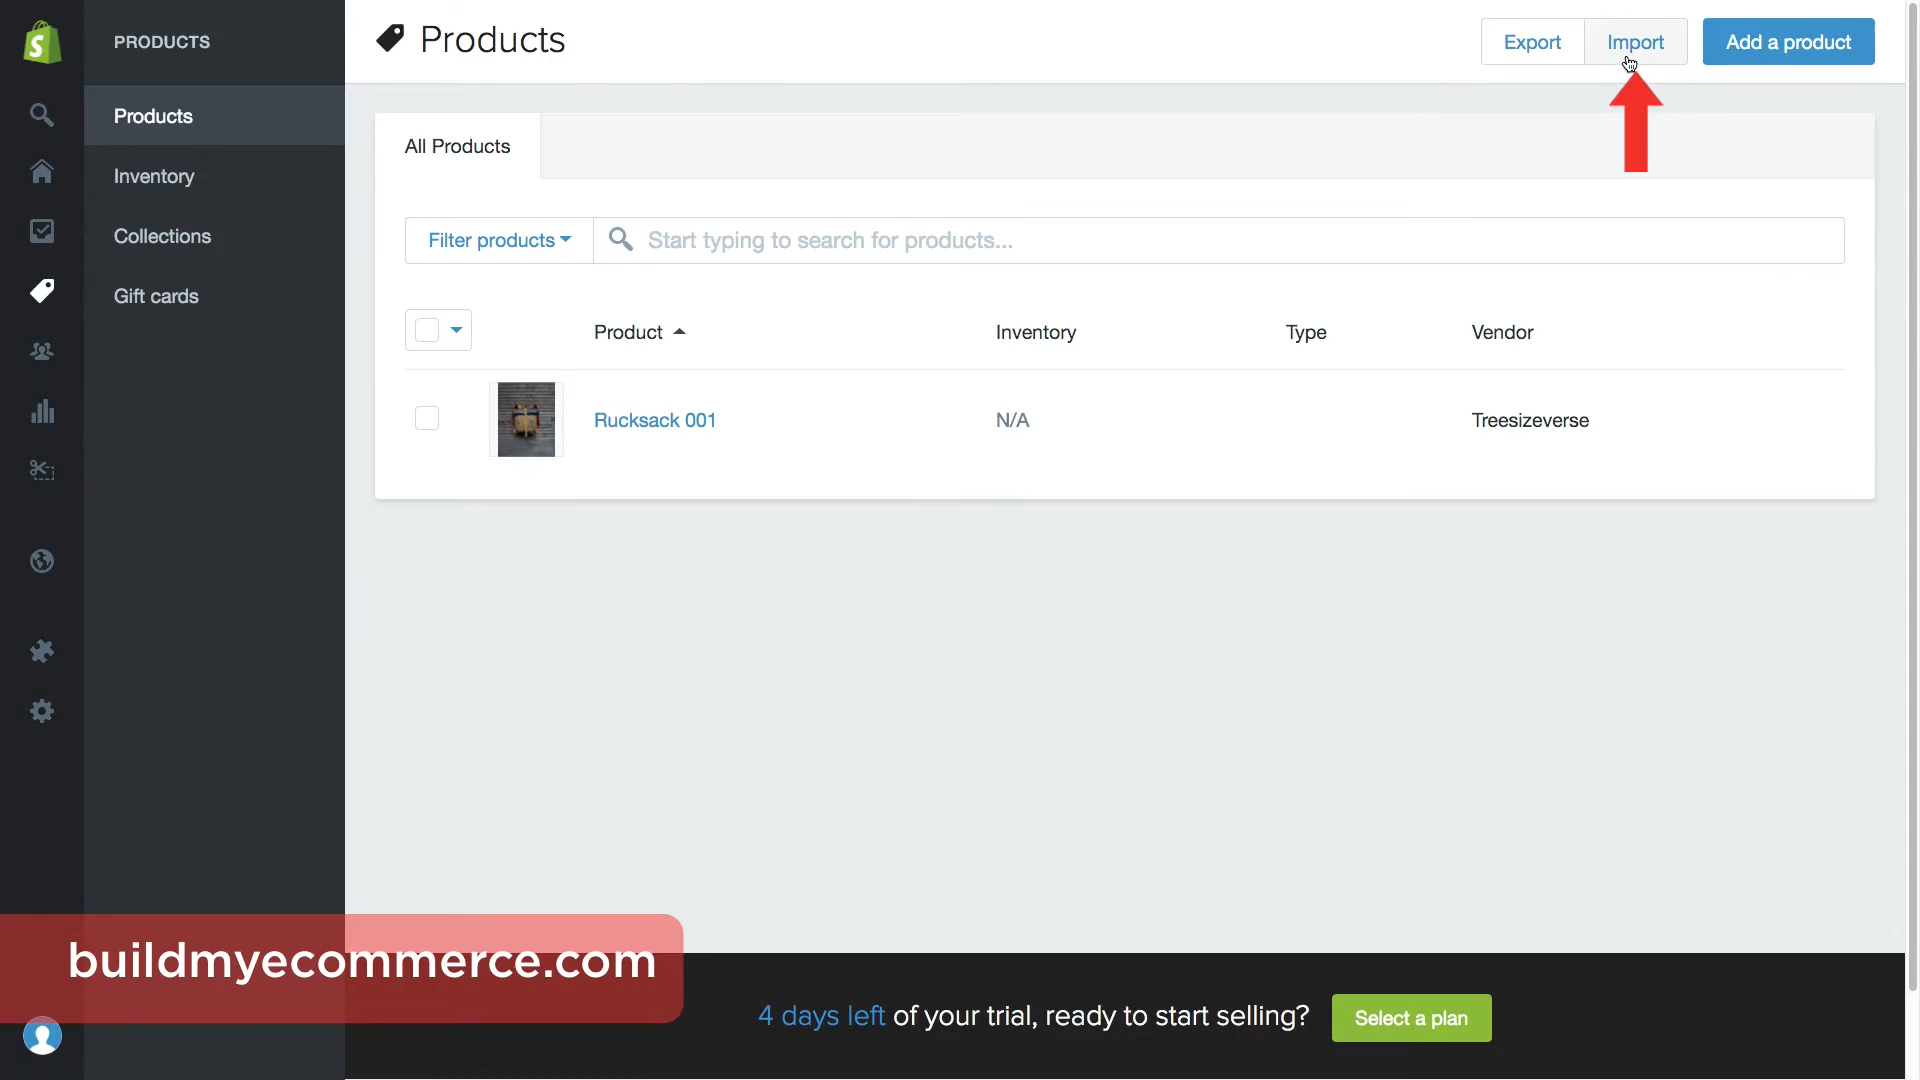 PRODUCTS
Products
Inventory
Collections
Gift cards
Products
Export
Import
Add a product
All Products
Filter products
Start typing to search for products...
Product
Inventory
Type
Vendor
Rucksack 001
N/A
Treesizeverse
buildmyecommerce.com
4 days left of your trial, ready to start selling?
Select a plan